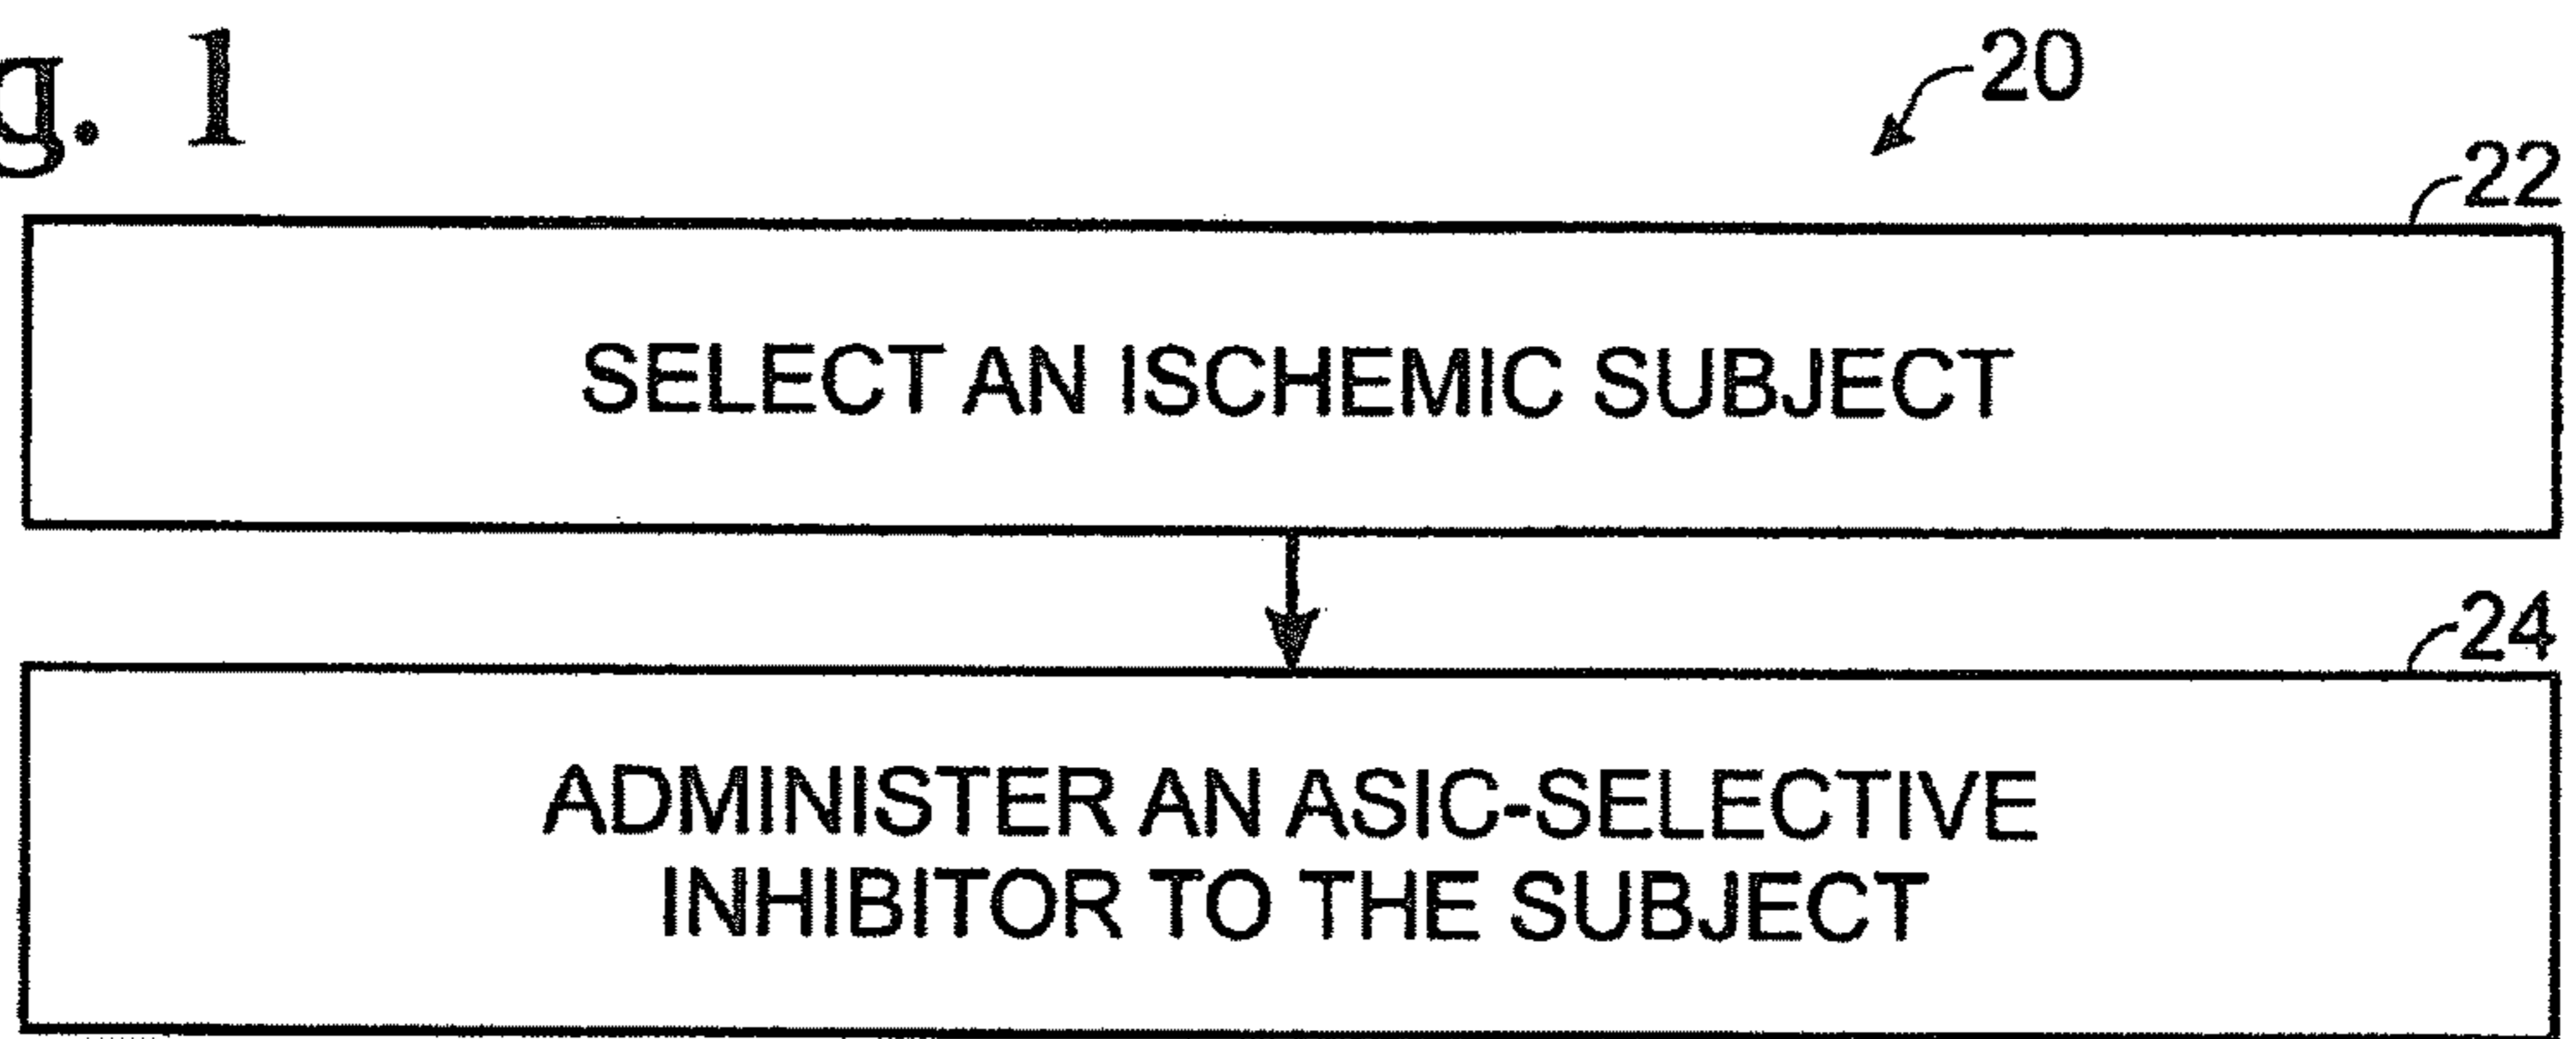 g. 1
20
22
SELECT AN ISCHEMIC SUBJECT
24
ADMINISTER AN ASIC-SELECTIVE
INHIBITOR TO THE SUBJECT